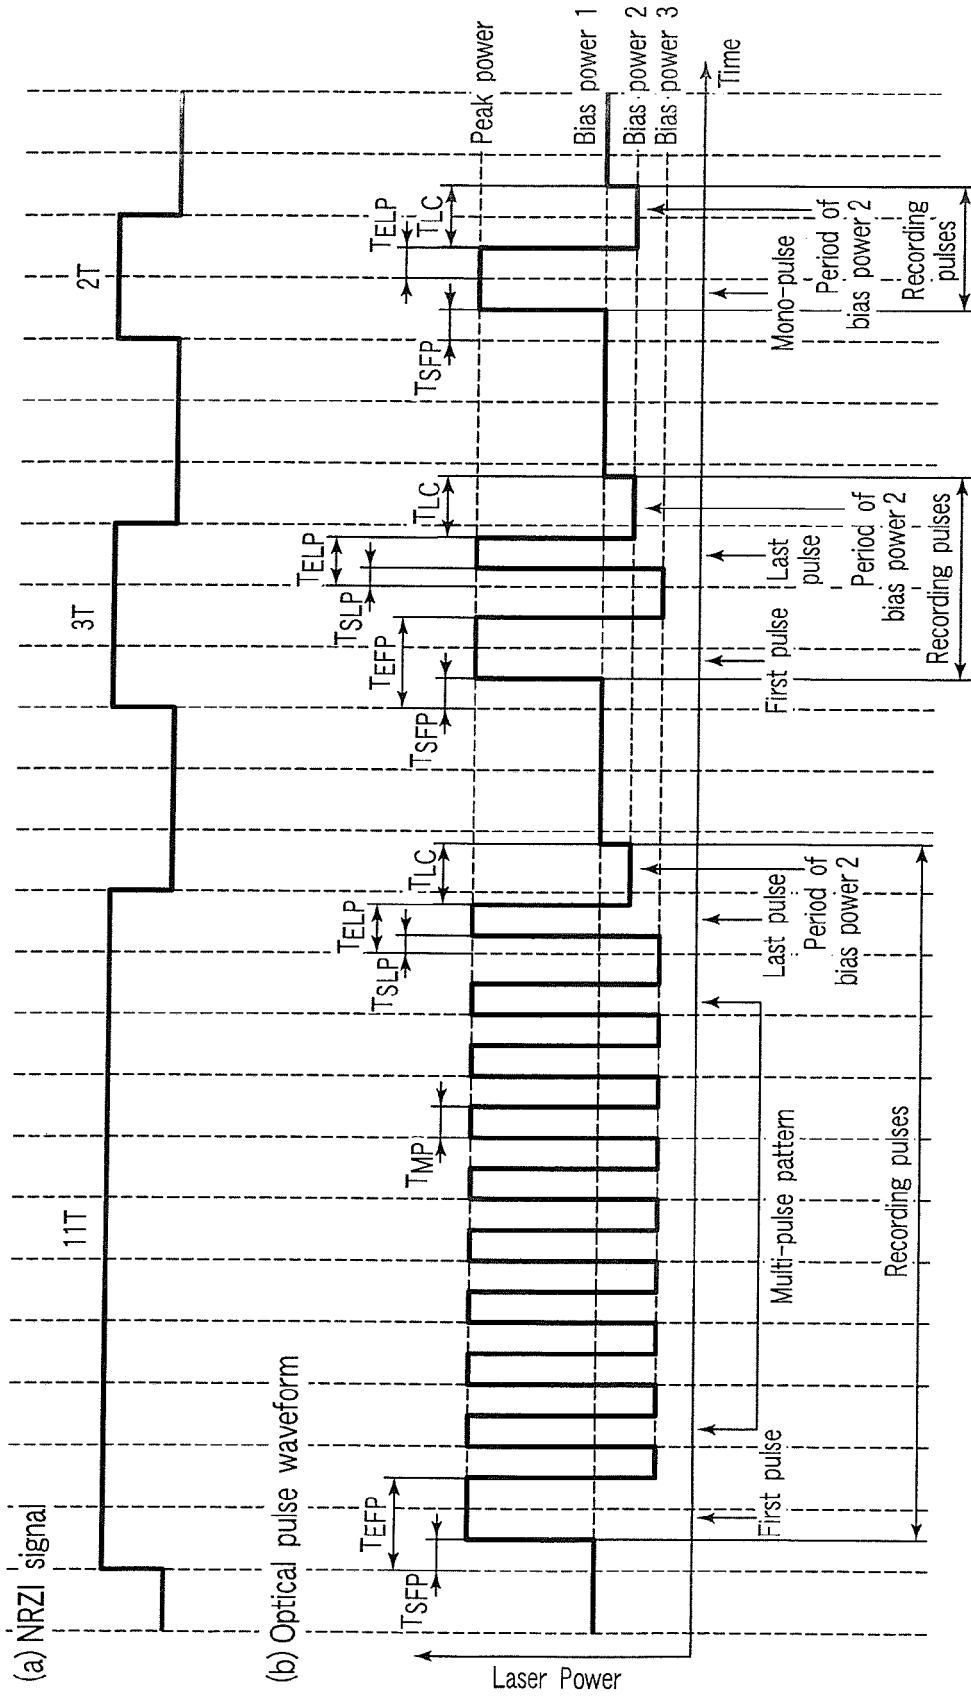 (a) NRZI signal
11T
3T
2T
(b) Optical pulse waveform
TSFP
TEFP
TMP
TSLP
TELP
TLC
TSFP
TEFP
TSLP
TELP
TLC
TSFP
TELP
TLC
Peak power
Bias power 1
Bias power 2
Bias power 3
Laser Power
Time
First pulse
Multi-pulse pattern
Last pulse
Period of
bias power 2
Recording pulses
First pulse
Last
pulse
Period of
bias power 2
Recording pulses
Mono-pulse
Period of
bias power 2
Recording
pulses